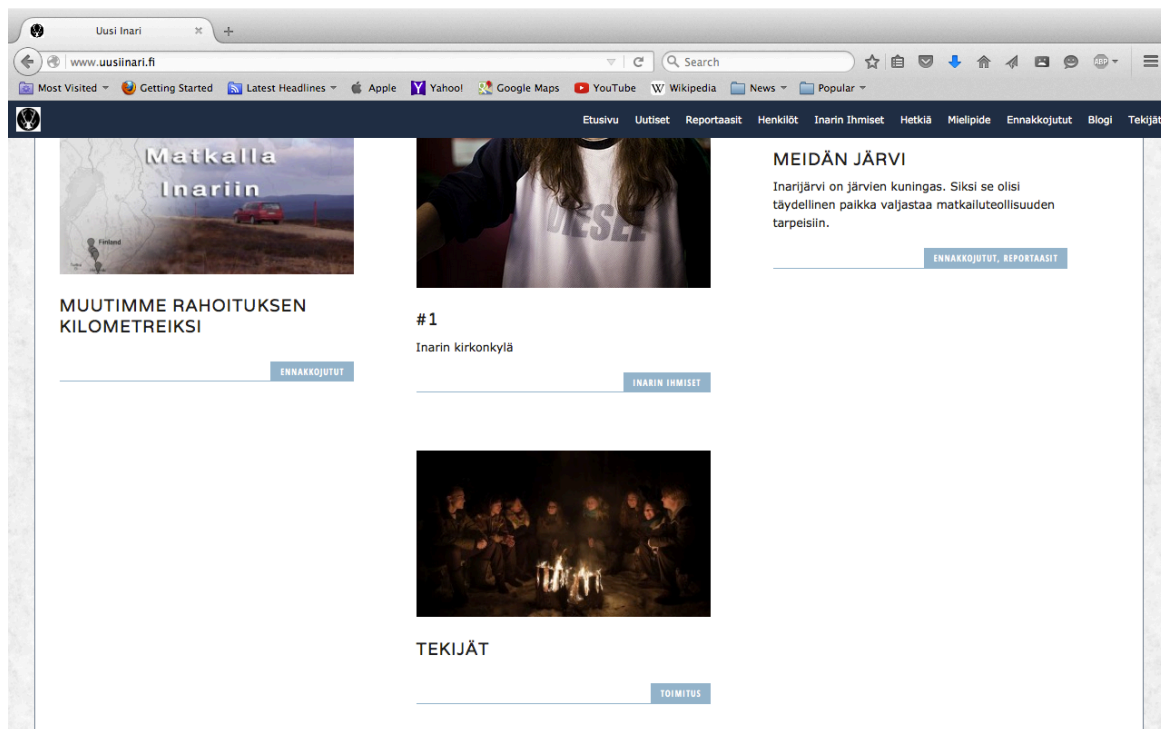 Uusi Inari
www.uusiinari.fi
Search
ABP
Most Visited
Getting Started
Latest Headlines
Apple
Yahoo!
Google Maps
YouTube
W Wikipedia
News
Popular
Etusivu
Uutiset
Reportaasit
Henkilöt
Inarin Ihmiset
Hetkiä
Mielipide
Ennakkojutut
Blogi
Tekijät
Matkalla
Inariin
Finland
MUUTIMME RAHOITUKSEN
KILOMETREIKSI
ENNAKKOJUTUT
DIESEL
#1
Inarin kirkonkylä
INARIN IHMISET
TEKIJÄT
TOIMITUS
MEIDÄN JÄRVI
Inarijärvi on järvien kuningas. Siksi se olisi
täydellinen paikka valjastaa matkailuteollisuuden
tarpeisiin.
ENNAKKOJUTUT, REPORTAASIT